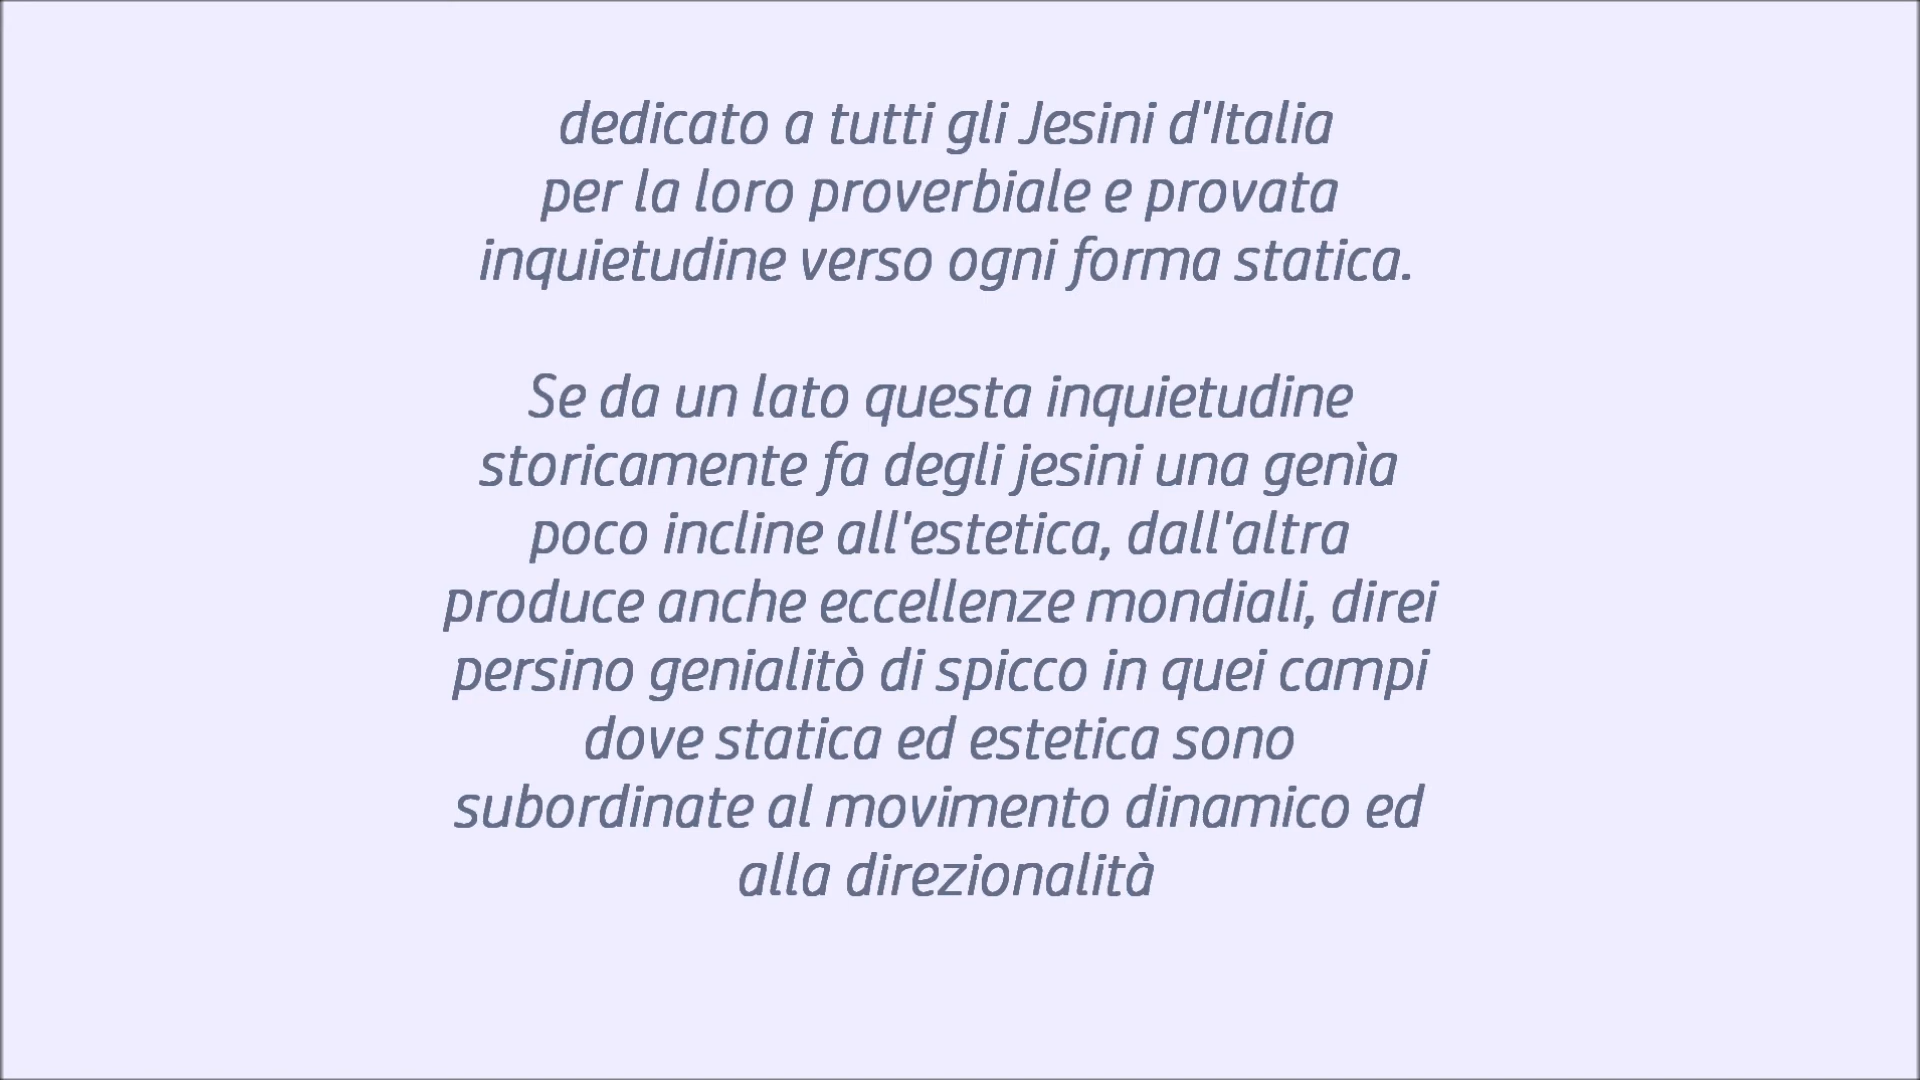 dedicato a tutti gli Jesini d'Italia
per la loro proverbiale e provata
inquietudine verso ogni forma statica.
Se da un lato questa inquietudine
storicamente fa degli jesini una genìa
poco incline all'estetica, dall'altra
produce anche eccellenze mondiali, direi
persino genialitò di spicco in quei campi
dove statica ed estetica sono
subordinate al movimento dinamico ed
alla direzionalità